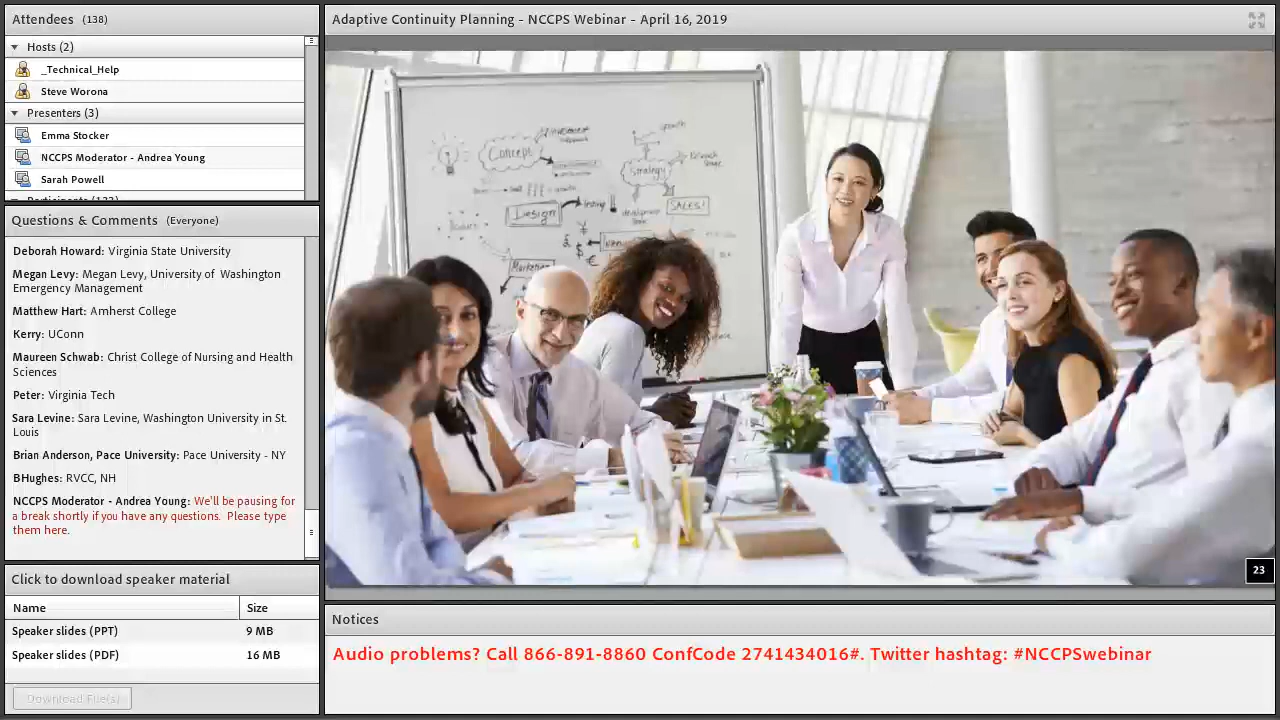 Attendees (138)
Hosts (2)
_Technical_Help
Steve Worona
Presenters (3)
Emma Stocker
NCCPS Moderator - Andrea Young
Sarah Powell
Questions & Comments (Everyone)
Deborah Howard: Virginia State University
Megan Levy: Megan Levy, University of Washington
Emergency Management
Matthew Hart: Amherst College
Kerry: UConn
Maureen Schwab: Christ College of Nursing and Health
Sciences
Peter: Virginia Tech
Sara Levine: Sara Levine, Washington University in St.
Louis
Brian Anderson, Pace University: Pace University - NY
BHughes: RVCC, NH
NCCPS Moderator - Andrea Young: We'll be pausing for
a break shortly if you have any questions. Please type
them here.
Click to download speaker material
Name Size
Speaker slides (PPT) 9 MB
Speaker slides (PDF) 16 MB
Download File(s)
Adaptive Continuity Planning - NCCPS Webinar - April 16, 2019
Concept
growth
Strategy
Design
SALES!
Marketing
23
Notices
Audio problems? Call 866-891-8860 ConfCode 2741434016#. Twitter hashtag: #NCCPSwebinar